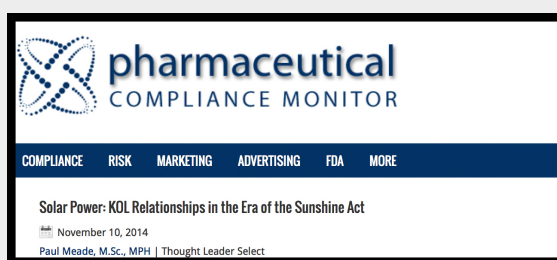 pharmaceutical
COMPLIANCE MONITOR
COMPLIANCE RISK MARKETING ADVERTISING FDA MORE
Solar Power: KOL Relationships in the Era of the Sunshine Act
November 10, 2014
Paul Meade, M.Sc., MPH | Thought Leader Select